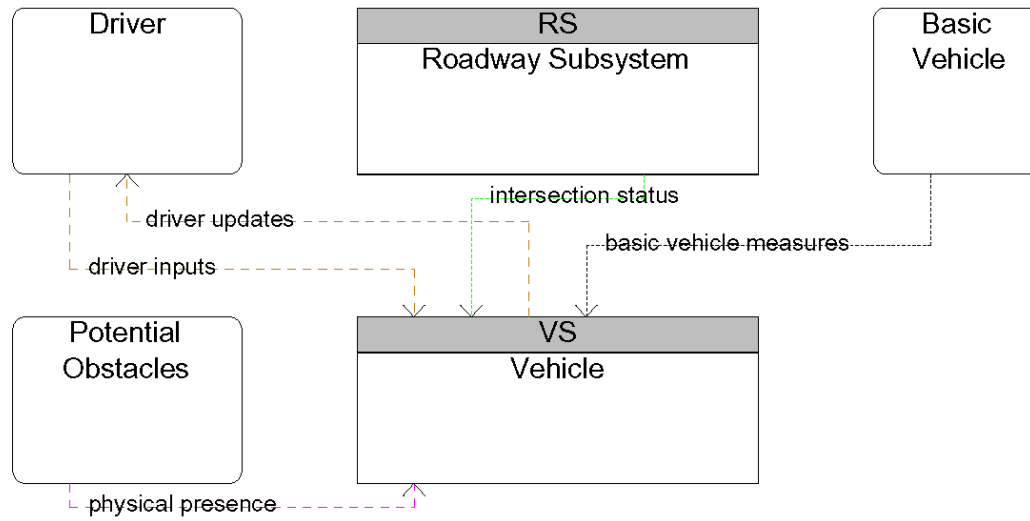 Driver
RS
Roadway Subsystem
Basic
Vehicle
intersection status
driver updates
basic vehicle measures
driver inputs
Potential
Obstacles
VS
Vehicle
physical presence